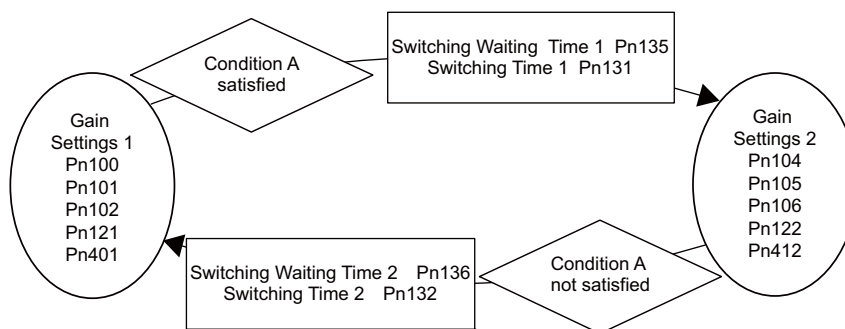 Condition A
satisfied
Switching Waiting Time 1 Pn135
Switching Time 1 Pn131
Gain
Settings 1
Pn100
Pn101
Pn102
Pn121
Pn401
Gain
Settings 2
Pn104
Pn105
Pn106
Pn122
Pn412
Switching Waiting Time 2 Pn136
Switching Time 2 Pn132
Condition A
not satisfied